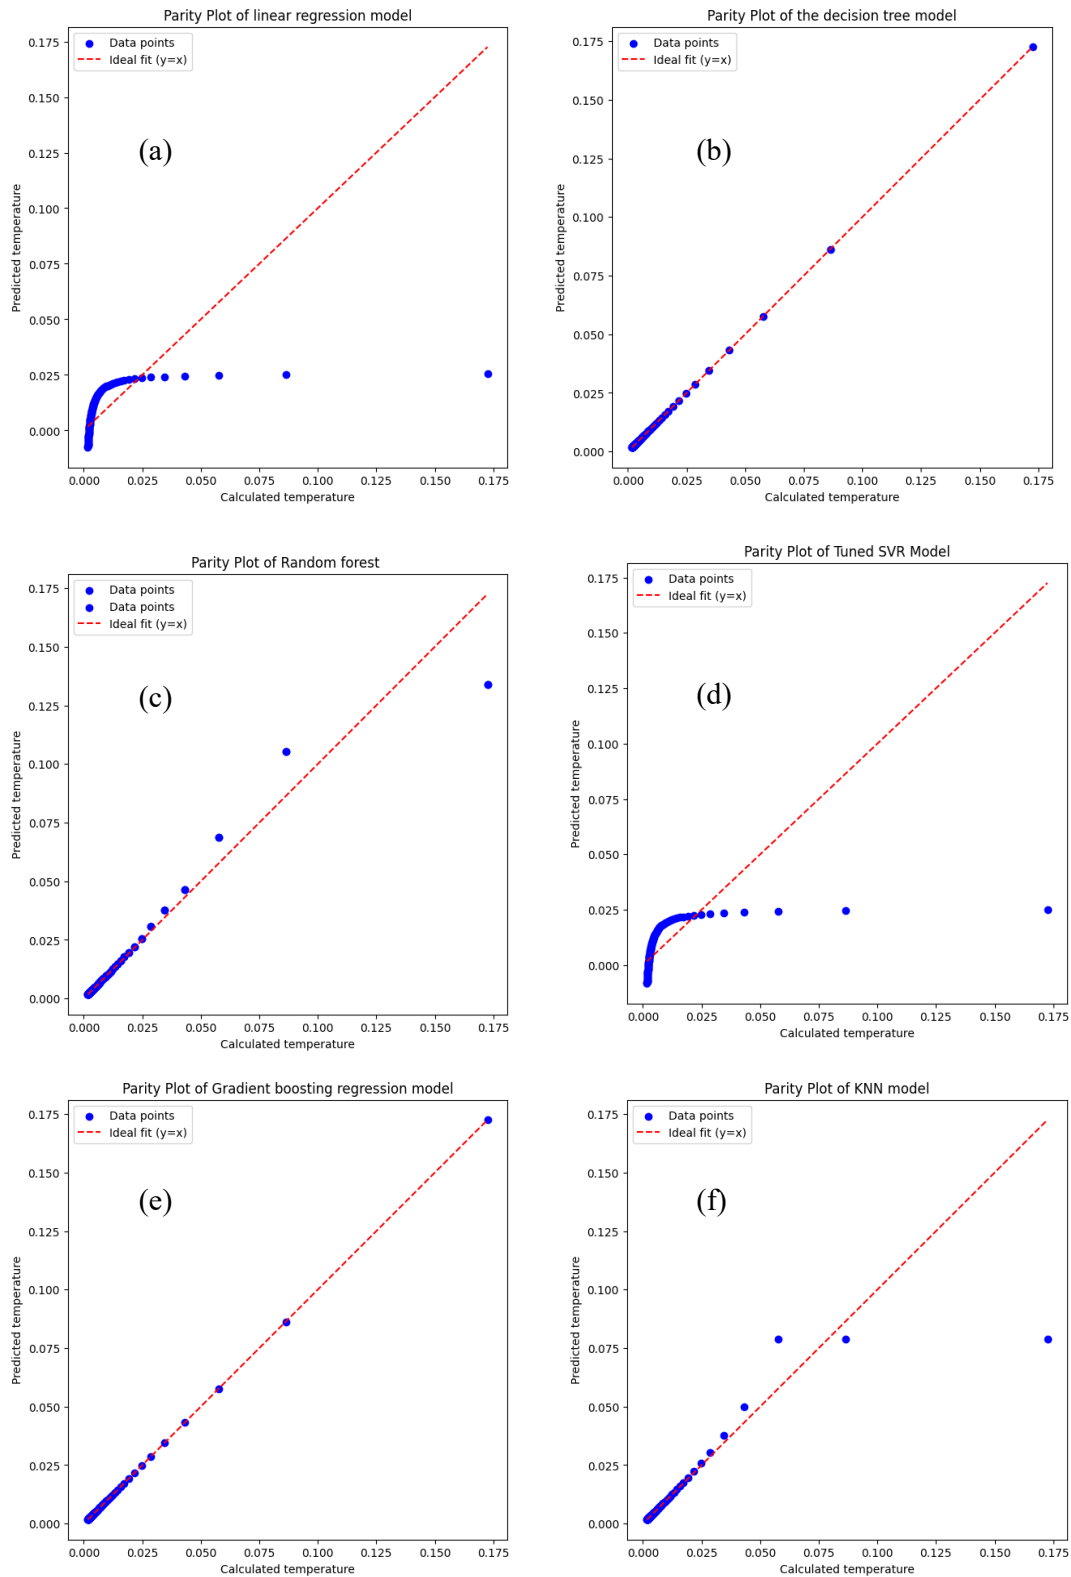 Parity Plot of linear regression model
Data points
Ideal fit (y=x)
(a)
Predicted temperature
0.175
0.150
0.125
0.100
0.075
0.050
0.025
0.000
0.000 0.025 0.050 0.075 0.100 0.125 0.150 0.175
Calculated temperature
Parity Plot of the decision tree model
Data points
Ideal fit (y=x)
(b)
Predicted temperature
0.175
0.150
0.125
0.100
0.075
0.050
0.025
0.000
0.000 0.025 0.050 0.075 0.100 0.125 0.150 0.175
Calculated temperature
Parity Plot of Random forest
Data points
Data points
Ideal fit (y=x)
(c)
Predicted temperature
0.175
0.150
0.125
0.100
0.075
0.050
0.025
0.000
0.000 0.025 0.050 0.075 0.100 0.125 0.150 0.175
Calculated temperature
Parity Plot of Tuned SVR Model
Data points
Ideal fit (y=x)
(d)
Predicted temperature
0.175
0.150
0.125
0.100
0.075
0.050
0.025
0.000
0.000 0.025 0.050 0.075 0.100 0.125 0.150 0.175
Calculated temperature
Parity Plot of Gradient boosting regression model
Data points
Ideal fit (y=x)
(e)
Predicted temperature
0.175
0.150
0.125
0.100
0.075
0.050
0.025
0.000
0.000 0.025 0.050 0.075 0.100 0.125 0.150 0.175
Calculated temperature
Parity Plot of KNN model
Data points
Ideal fit (y=x)
(f)
Predicted temperature
0.175
0.150
0.125
0.100
0.075
0.050
0.025
0.000
0.000 0.025 0.050 0.075 0.100 0.125 0.150 0.175
Calculated temperature